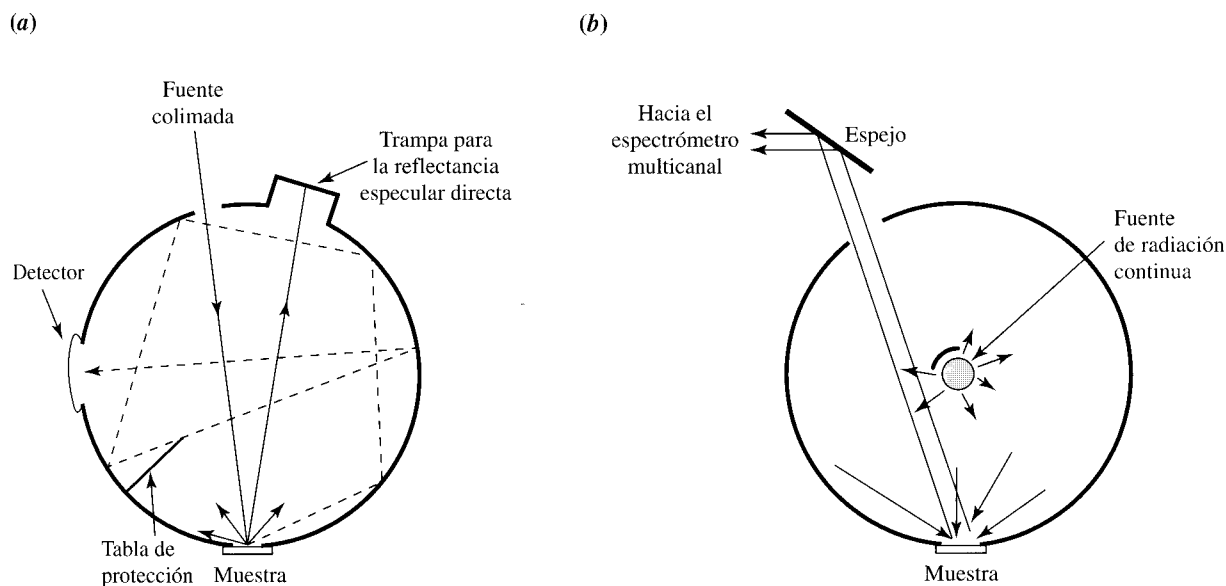 (a)
Fuente
colimada
Trampa para
la reflectancia
especular directa
Detector
Tabla de
protección
Muestra
(b)
Hacia el
espectrómetro
multicanal
Espejo
Fuente
de radiación
continua
Muestra